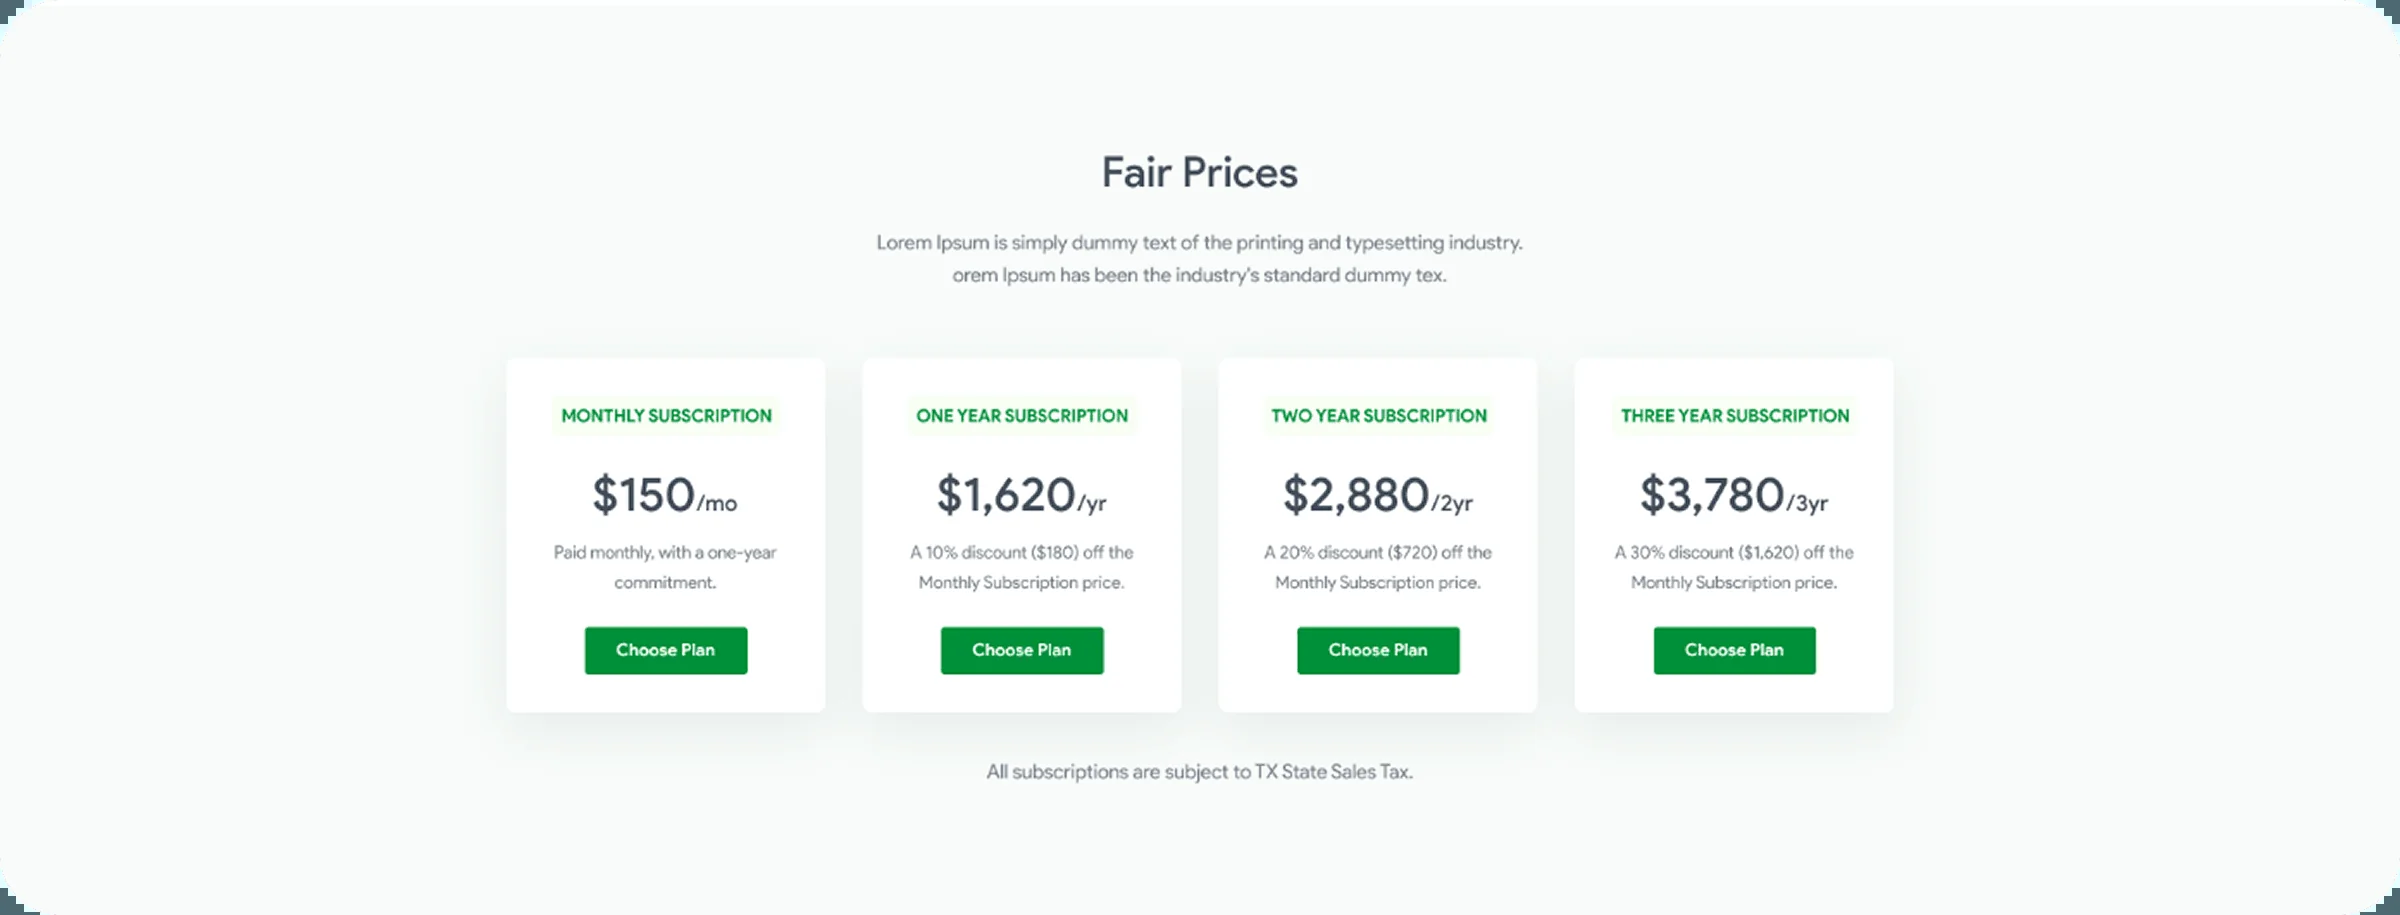 Fair Prices
Lorem Ipsum is simply dummy text of the printing and typesetting industry.
orem Ipsum has been the industry's standard dummy tex.
MONTHLY SUBSCRIPTION
$150/mo
Paid monthly, with a one-year
commitment.
Choose Plan
ONE YEAR SUBSCRIPTION
$1,620/yr
A 10% discount ($180) off the
Monthly Subscription price.
Choose Plan
TWO YEAR SUBSCRIPTION
$2,880/2yr
A 20% discount ($720) off the
Monthly Subscription price.
Choose Plan
THREE YEAR SUBSCRIPTION
$3,780/3yr
A 30% discount ($1,620) off the
Monthly Subscription price.
Choose Plan
All subscriptions are subject to TX State Sales Tax.